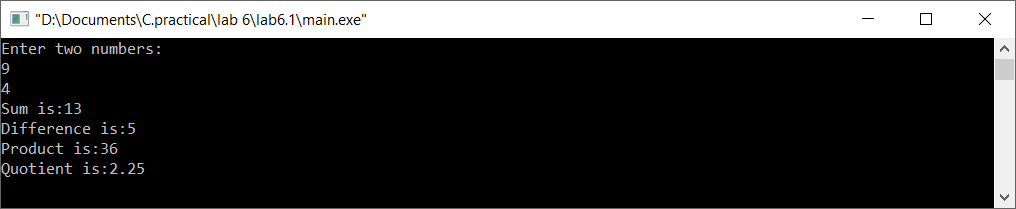 "D:\Documents\C.practical\lab 6\lab6.1\main.exe"
Enter two numbers:
9
4
Sum is:13
Difference is:5
Product is:36
Quotient is:2.25